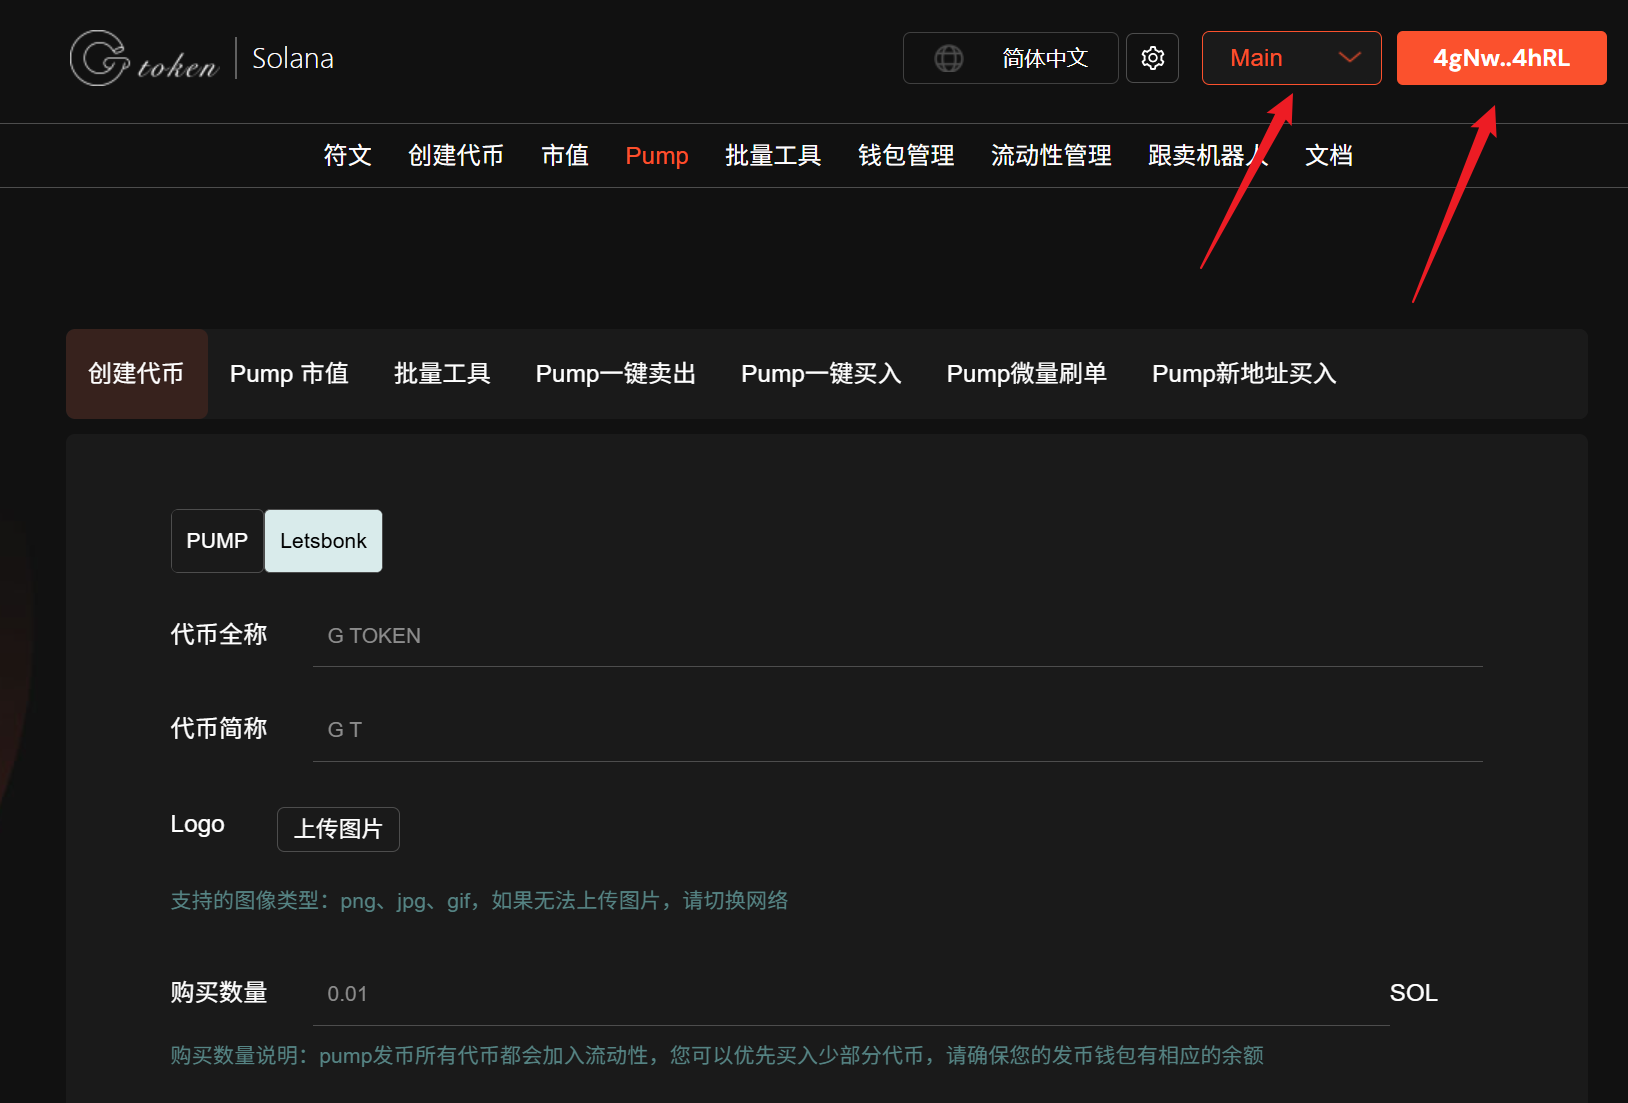 G token | Solana
简体中文
Main
4gNw..4hRL
符文 创建代币 市值 Pump 批量工具 钱包管理 流动性管理 跟卖机器人 文档
创建代币 Pump 市值 批量工具 Pump一键卖出 Pump一键买入 Pump微量刷单 Pump新地址买入
PUMP Letsbonk
代币全称 G TOKEN
代币简称 G T
Logo 上传图片
支持的图像类型：png、jpg、gif，如果无法上传图片，请切换网络
购买数量 0.01 SOL
购买数量说明：pump发币所有代币都会加入流动性，您可以优先买入少部分代币，请确保您的发币钱包有相应的余额